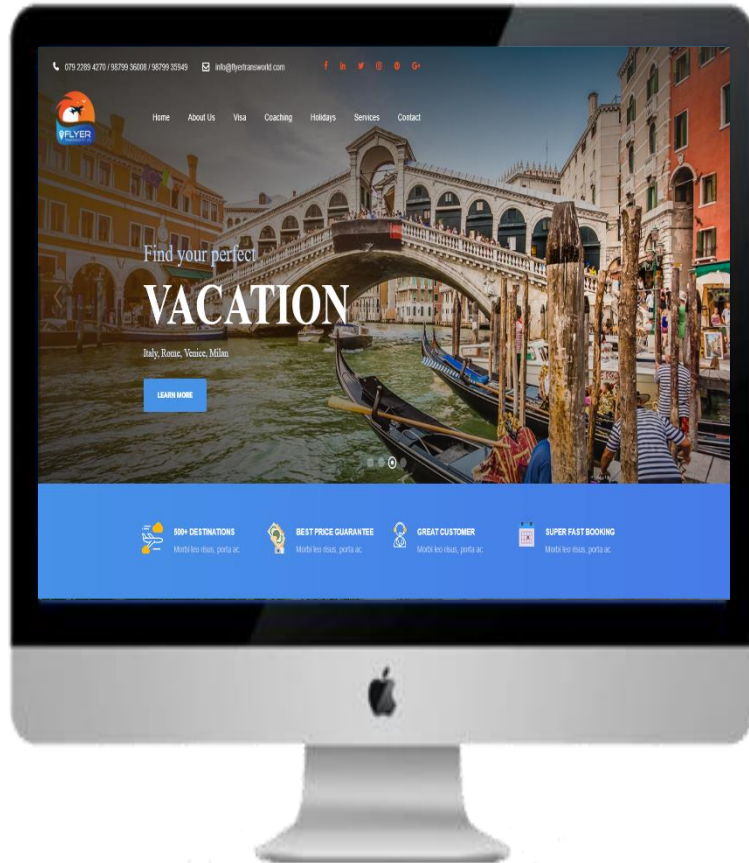 079 2289 4270 / 98799 36008 / 98799 35949 info@flyertransworld.com f in G+
FLYER
Home About Us Visa Coaching Holidays Services Contact
Find your perfect
VACATION
Italy, Rome, Venice, Milan
LEARN MORE
500+ DESTINATIONS BEST PRICE GUARANTEE GREAT CUSTOMER SUPER FAST BOOKING
Morbi leo risus, porta ac Morbi leo risus, porta ac Morbi leo risus, porta ac Morbi leo risus, porta ac